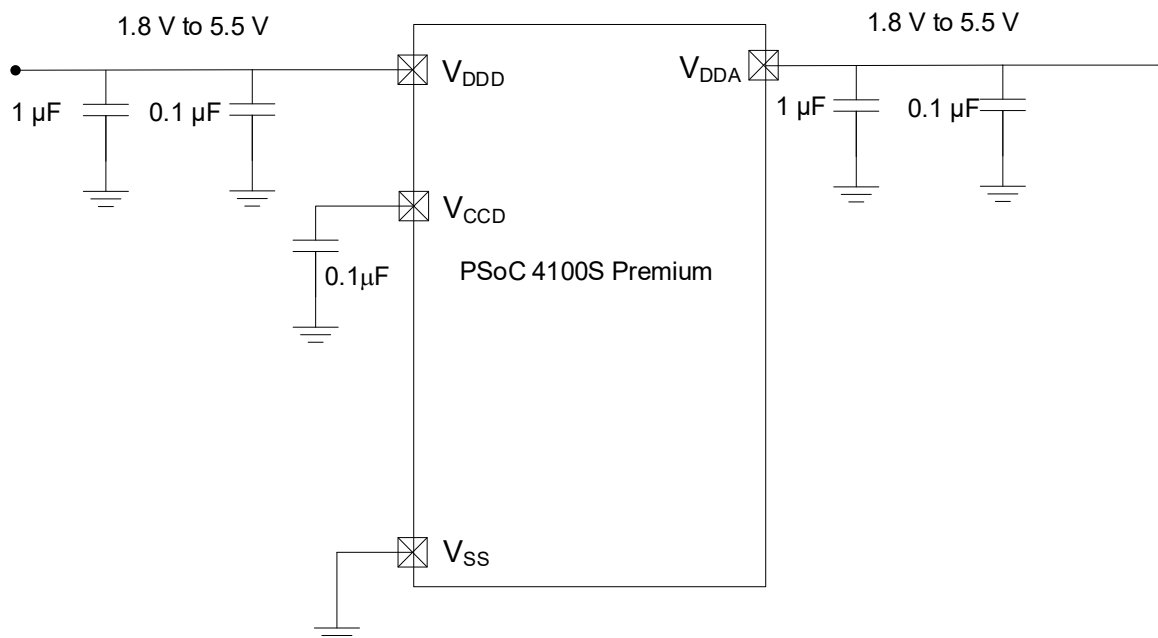 1.8 V to 5.5 V
1.8 V to 5.5 V
VDDD
VDDA
1 µF
0.1 µF
1 µF
0.1 µF
VCCD
0.1µF
PSoC 4100S Premium
VSS